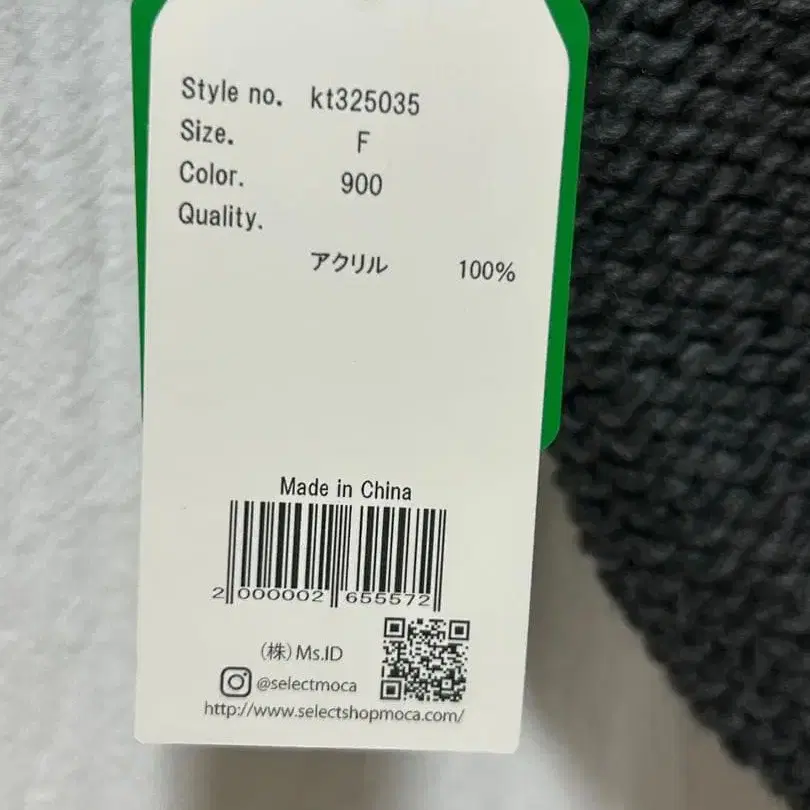 Style no. kt325035
Size. F
Color. 900
Quality.
アクリル 100%
Made in China
2 000002 655572
(株)Ms.ID
@selectmoca
http://www.selectshopmoca.com/